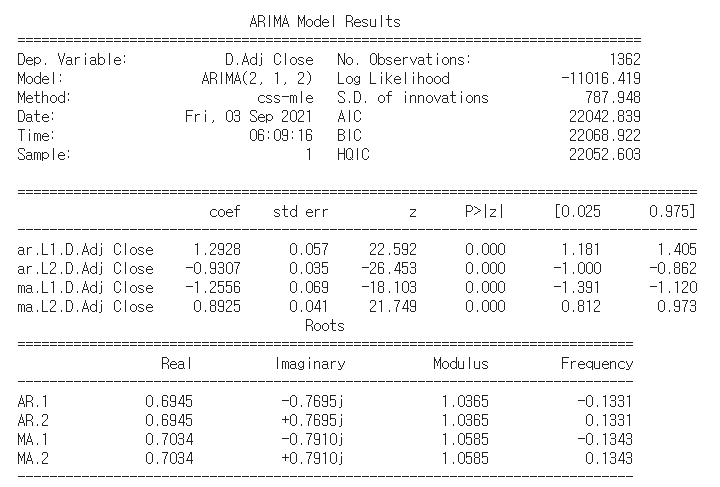 ARIMA Model Results
==============================================================================
Dep. Variable: D.Adj Close No. Observations: 1362
Model: ARIMA(2, 1, 2) Log Likelihood -11016.419
Method: css-mle S.D. of innovations 787.948
Date: Fri, 03 Sep 2021 AIC 22042.839
Time: 06:09:16 BIC 22068.922
Sample: 1 HQIC 22052.603
=====================================================================================
coef std err z P>|z| [0.025 0.975]
-------------------------------------------------------------------------------------
ar.L1.D.Adj Close 1.2928 0.057 22.592 0.000 1.181 1.405
ar.L2.D.Adj Close -0.9307 0.035 -26.453 0.000 -1.000 -0.862
ma.L1.D.Adj Close -1.2556 0.069 -18.103 0.000 -1.391 -1.120
ma.L2.D.Adj Close 0.8925 0.041 21.749 0.000 0.812 0.973
Roots
=============================================================================
Real Imaginary Modulus Frequency
-----------------------------------------------------------------------------
AR.1 0.6945 -0.7695j 1.0365 -0.1331
AR.2 0.6945 +0.7695j 1.0365 0.1331
MA.1 0.7034 -0.7910j 1.0585 -0.1343
MA.2 0.7034 +0.7910j 1.0585 0.1343
-----------------------------------------------------------------------------